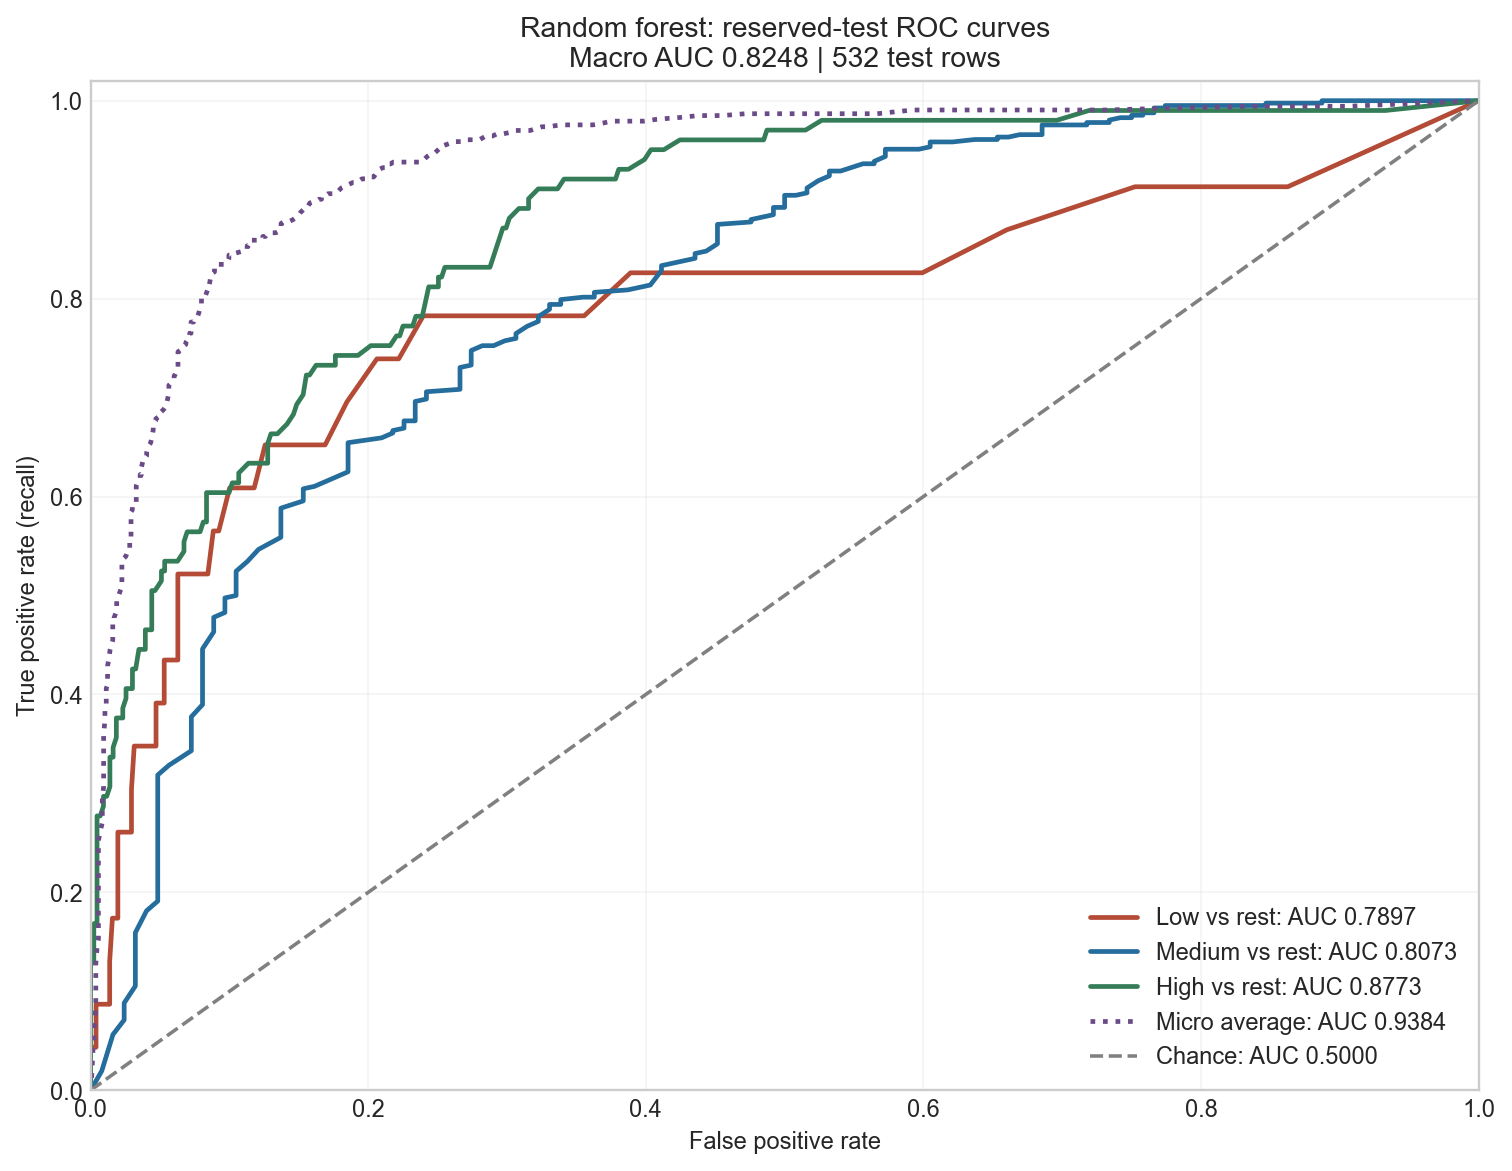 Random forest: reserved-test ROC curves
Macro AUC 0.8248 | 532 test rows
True positive rate (recall)
1.0
0.8
0.6
0.4
0.2
0.0
0.0 0.2 0.4 0.6 0.8 1.0
False positive rate
Low vs rest: AUC 0.7897
Medium vs rest: AUC 0.8073
High vs rest: AUC 0.8773
Micro average: AUC 0.9384
Chance: AUC 0.5000